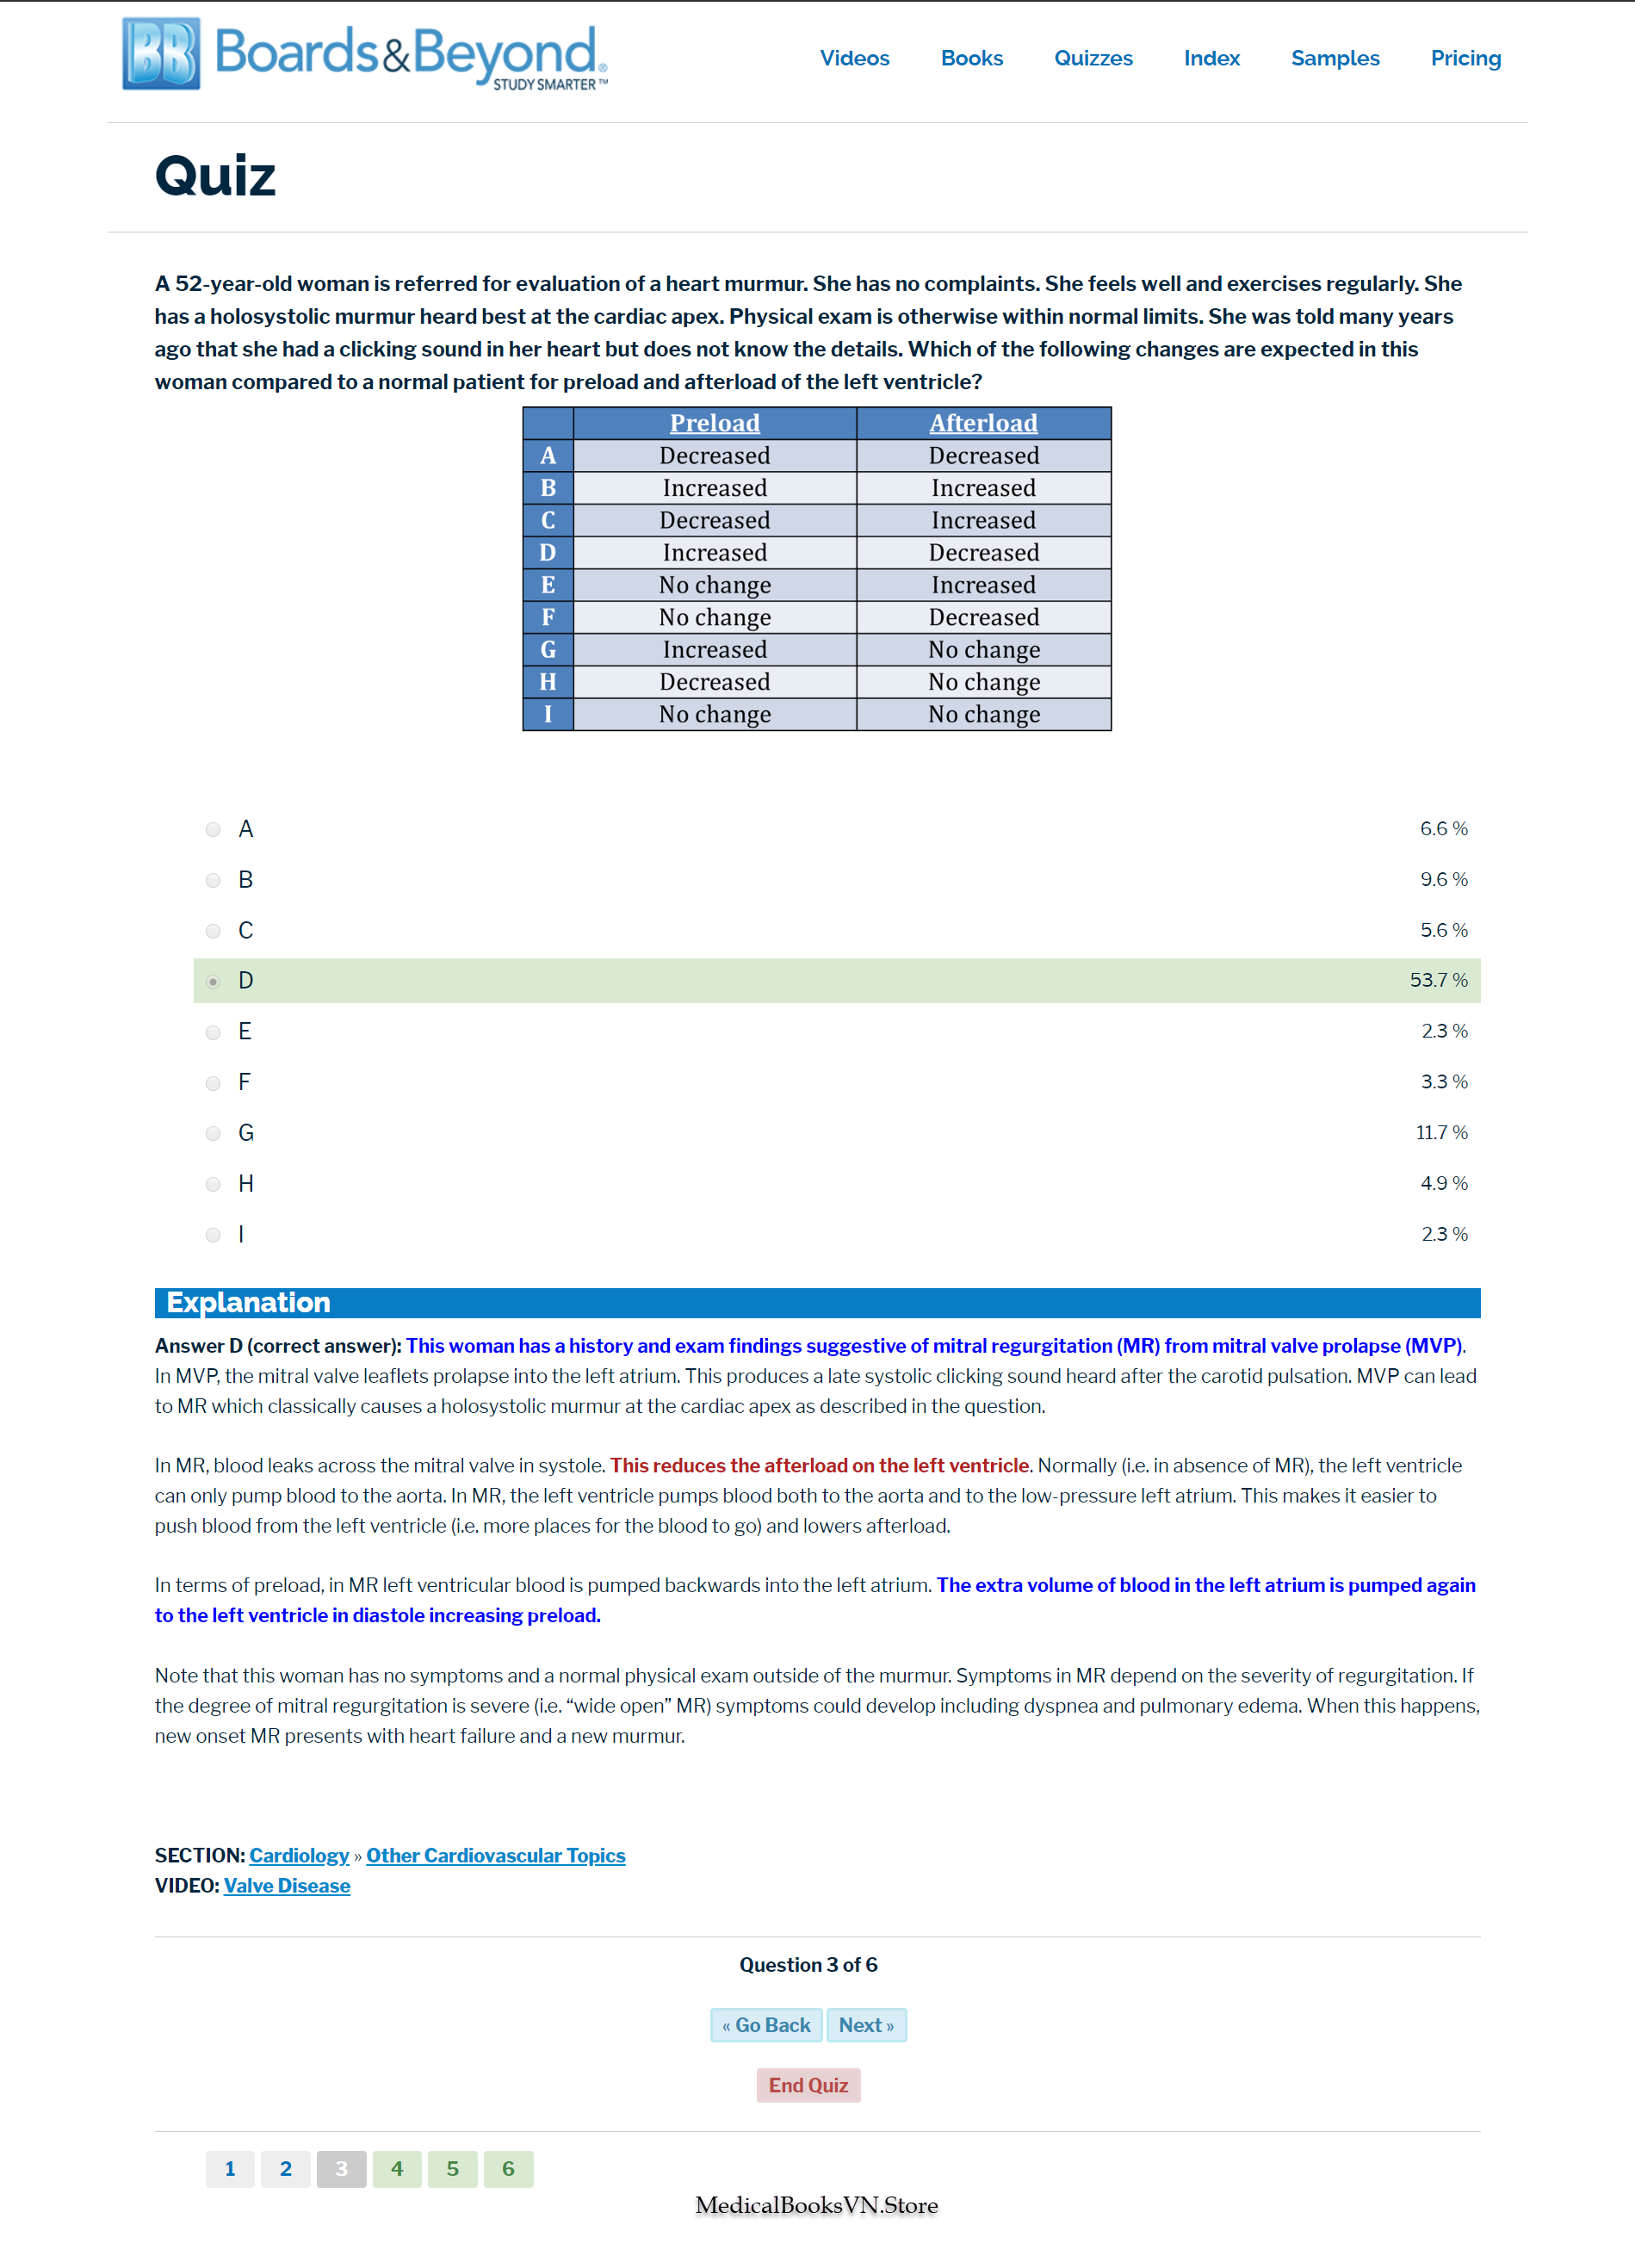 BB Boards&Beyond®
STUDY SMARTER™
Videos Books Quizzes Index Samples Pricing
Quiz
A 52-year-old woman is referred for evaluation of a heart murmur. She has no complaints. She feels well and exercises regularly. She
has a holosystolic murmur heard best at the cardiac apex. Physical exam is otherwise within normal limits. She was told many years
ago that she had a clicking sound in her heart but does not know the details. Which of the following changes are expected in this
woman compared to a normal patient for preload and afterload of the left ventricle?
Preload Afterload
A Decreased Decreased
B Increased Increased
C Decreased Increased
D Increased Decreased
E No change Increased
F No change Decreased
G Increased No change
H Decreased No change
I No change No change
A 6.6 %
B 9.6 %
C 5.6 %
D 53.7 %
E 2.3 %
F 3.3 %
G 11.7 %
H 4.9 %
I 2.3 %
Explanation
Answer D (correct answer): This woman has a history and exam findings suggestive of mitral regurgitation (MR) from mitral valve prolapse (MVP).
In MVP, the mitral valve leaflets prolapse into the left atrium. This produces a late systolic clicking sound heard after the carotid pulsation. MVP can lead
to MR which classically causes a holosystolic murmur at the cardiac apex as described in the question.
In MR, blood leaks across the mitral valve in systole. This reduces the afterload on the left ventricle. Normally (i.e. in absence of MR), the left ventricle
can only pump blood to the aorta. In MR, the left ventricle pumps blood both to the aorta and to the low-pressure left atrium. This makes it easier to
push blood from the left ventricle (i.e. more places for the blood to go) and lowers afterload.
In terms of preload, in MR left ventricular blood is pumped backwards into the left atrium. The extra volume of blood in the left atrium is pumped again
to the left ventricle in diastole increasing preload.
Note that this woman has no symptoms and a normal physical exam outside of the murmur. Symptoms in MR depend on the severity of regurgitation. If
the degree of mitral regurgitation is severe (i.e. “wide open” MR) symptoms could develop including dyspnea and pulmonary edema. When this happens,
new onset MR presents with heart failure and a new murmur.
SECTION: Cardiology » Other Cardiovascular Topics
VIDEO: Valve Disease
Question 3 of 6
« Go Back Next »
End Quiz
1 2 3 4 5 6
MedicalBooksVN.Store